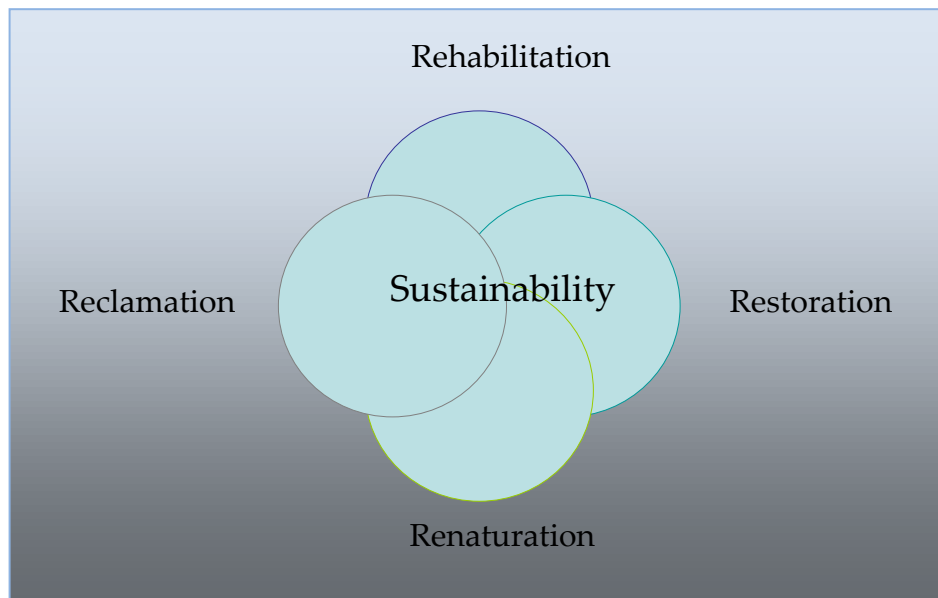 Rehabilitation
Sustainability
Reclamation
Restoration
Renaturation